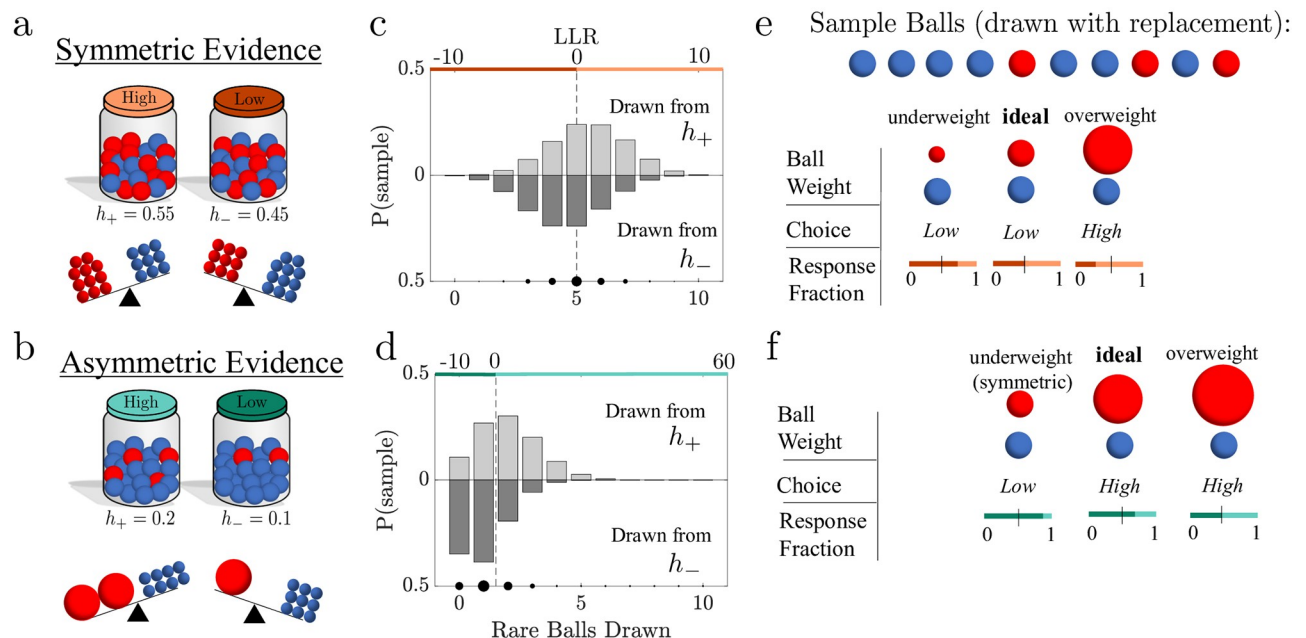 a
Symmetric Evidence
High
Low
h₊ = 0.55
h₋ = 0.45
b
Asymmetric Evidence
High
Low
h₊ = 0.2
h₋ = 0.1
c
LLR
-10 0 10
0.5
Drawn from
h₊
P(sample)
0
Drawn from
h₋
0.5
0 5 10
d
-10 0 60
0.5
Drawn from
h₊
P(sample)
0
Drawn from
h₋
0.5
0 10
Rare Balls Drawn
e
Sample Balls (drawn with replacement):
underweight ideal overweight
Ball
Weight
Choice
Low Low High
Response
Fraction
0 1 0 1 0 1
f
underweight
(symmetric)
ideal
overweight
Ball
Weight
Choice
Low High High
Response
Fraction
0 1 0 1 0 1